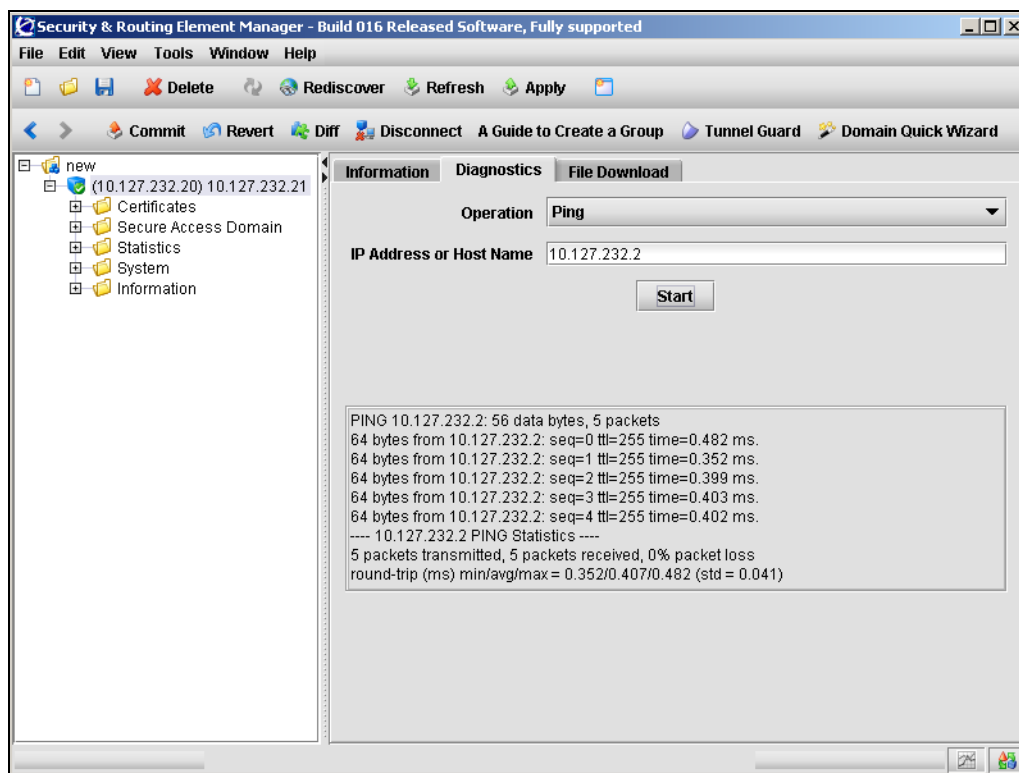 Security & Routing Element Manager - Build 016 Released Software, Fully supported
File Edit View Tools Window Help
Delete Rediscover Refresh Apply
Commit Revert Diff Disconnect A Guide to Create a Group Tunnel Guard Domain Quick Wizard
new
(10.127.232.20) 10.127.232.21
Certificates
Secure Access Domain
Statistics
System
Information
Information Diagnostics File Download
Operation Ping
IP Address or Host Name 10.127.232.2
Start
PING 10.127.232.2: 56 data bytes, 5 packets
64 bytes from 10.127.232.2: seq=0 ttl=255 time=0.482 ms.
64 bytes from 10.127.232.2: seq=1 ttl=255 time=0.352 ms.
64 bytes from 10.127.232.2: seq=2 ttl=255 time=0.399 ms.
64 bytes from 10.127.232.2: seq=3 ttl=255 time=0.403 ms.
64 bytes from 10.127.232.2: seq=4 ttl=255 time=0.402 ms.
---- 10.127.232.2 PING Statistics ----
5 packets transmitted, 5 packets received, 0% packet loss
round-trip (ms) min/avg/max = 0.352/0.407/0.482 (std = 0.041)